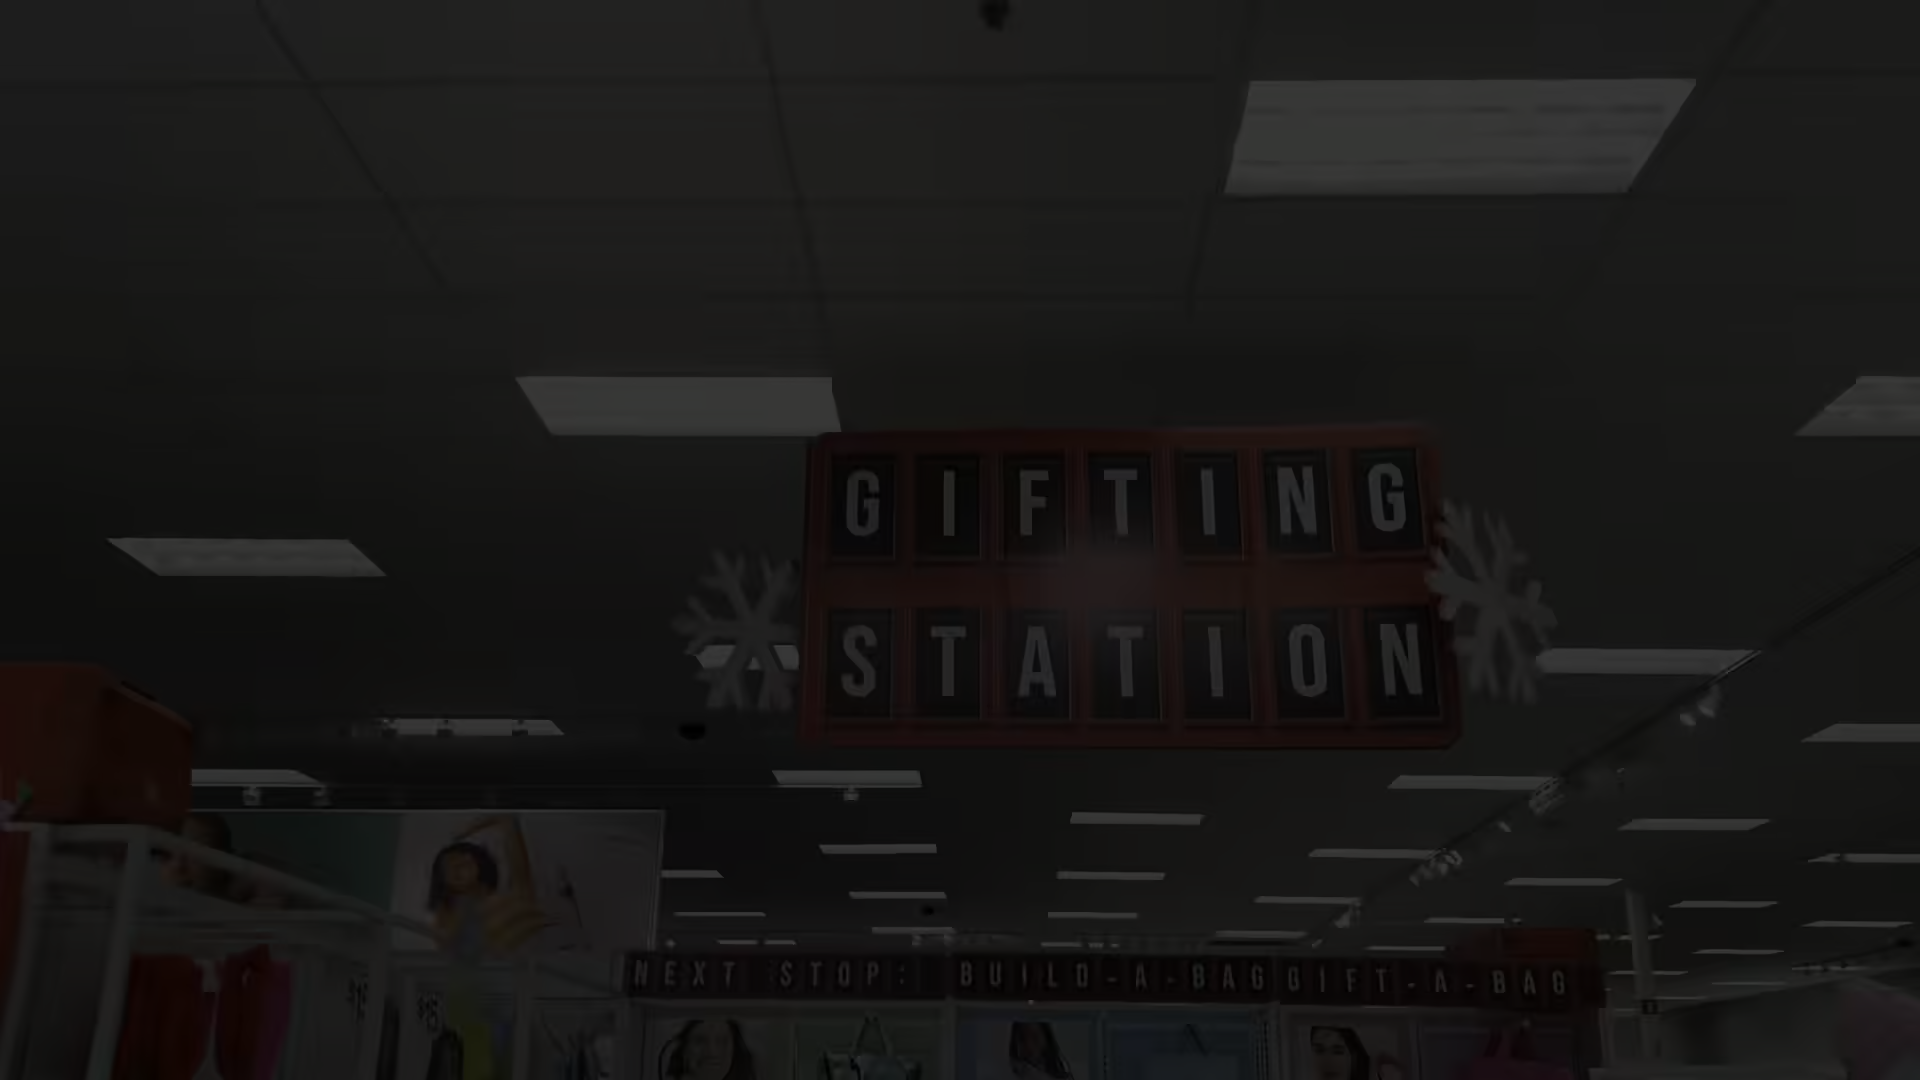 GIFTING
STATION
NEXT STOP: BUILD-A-BAG GIFT-A-BAG